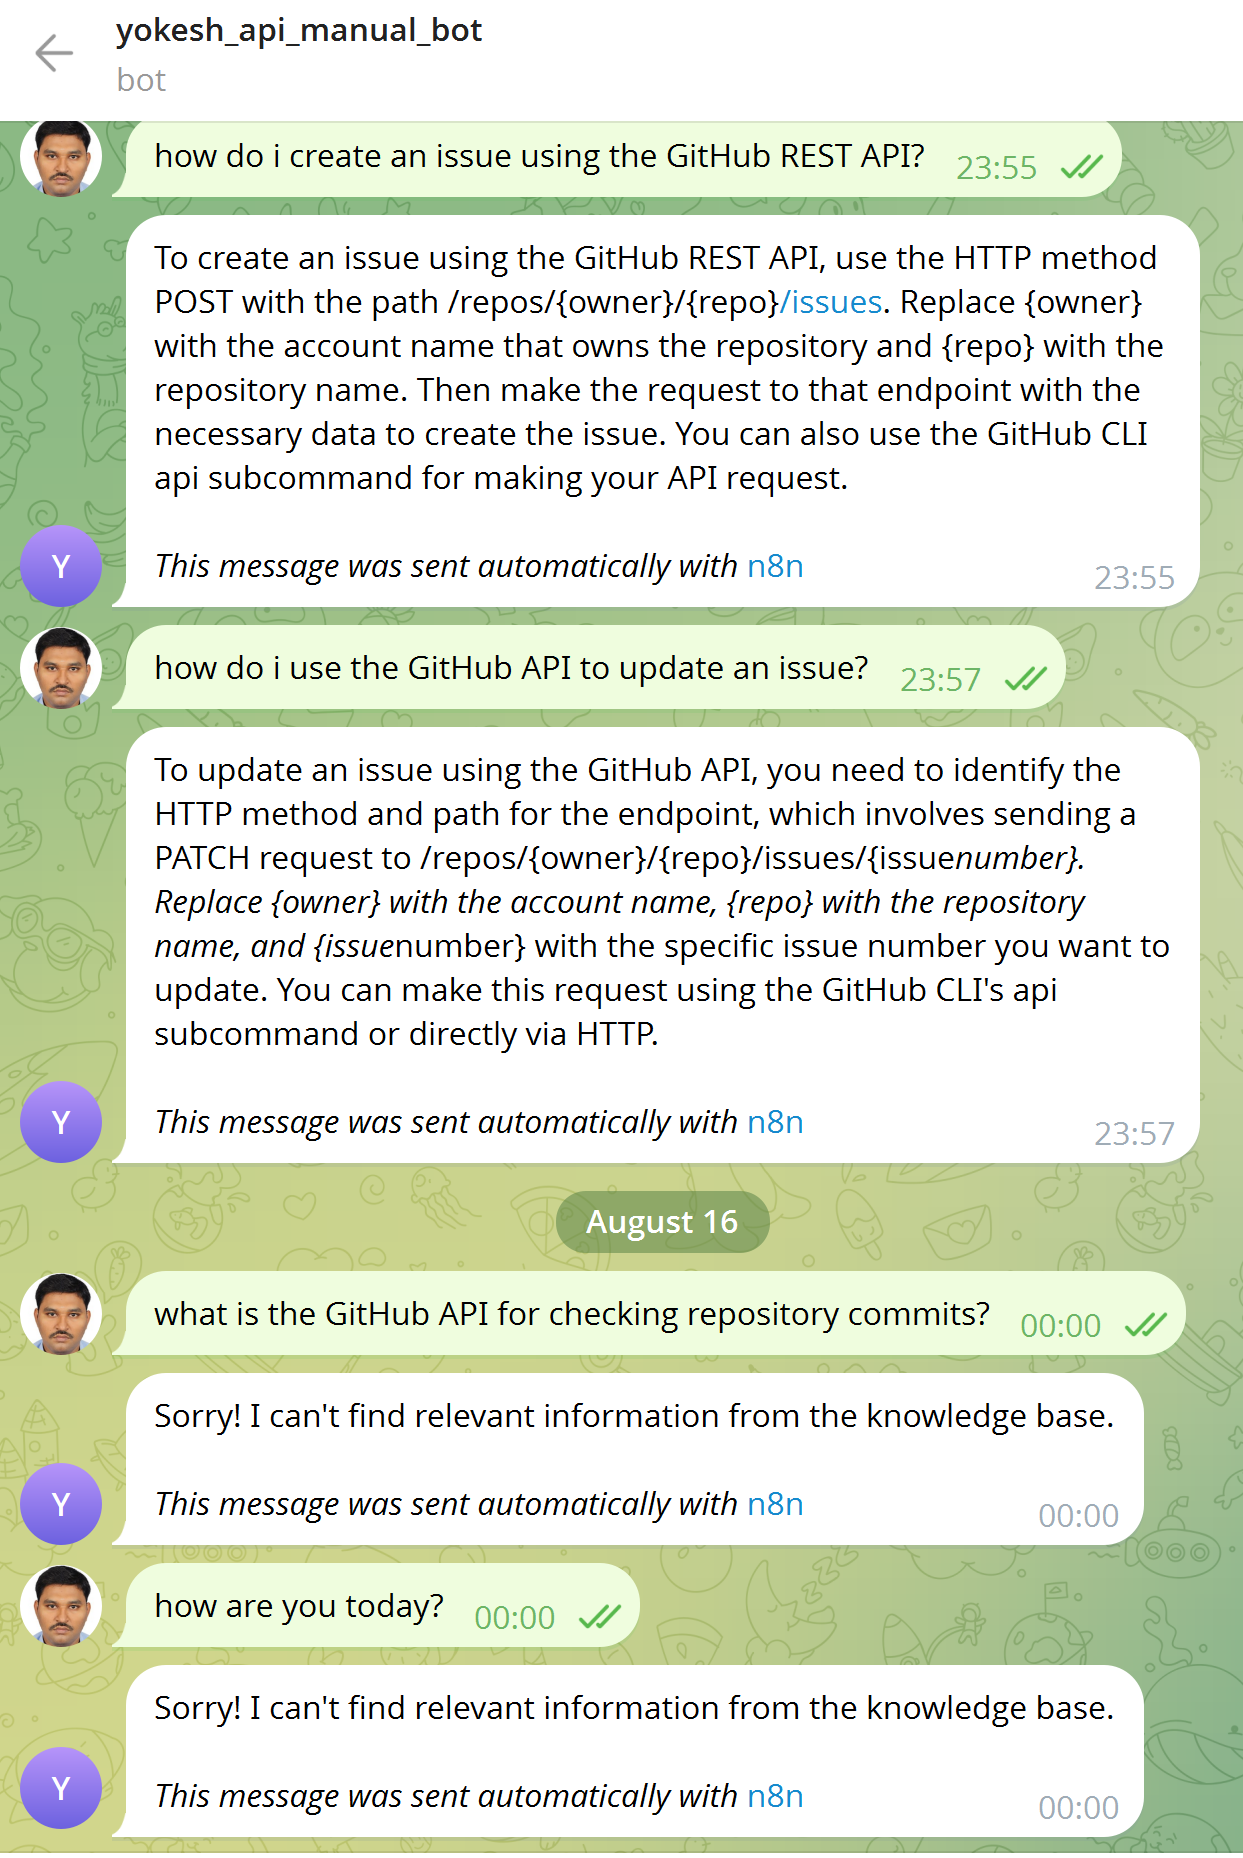 yokesh_api_manual_bot
bot
how do i create an issue using the GitHub REST API? 23:55
To create an issue using the GitHub REST API, use the HTTP method
POST with the path /repos/{owner}/{repo}/issues. Replace {owner}
with the account name that owns the repository and {repo} with the
repository name. Then make the request to that endpoint with the
necessary data to create the issue. You can also use the GitHub CLI
api subcommand for making your API request.
This message was sent automatically with n8n
23:55
Y
how do i use the GitHub API to update an issue? 23:57
To update an issue using the GitHub API, you need to identify the
HTTP method and path for the endpoint, which involves sending a
PATCH request to /repos/{owner}/{repo}/issues/{issuenumber}.
Replace {owner} with the account name, {repo} with the repository
name, and {issuenumber} with the specific issue number you want to
update. You can make this request using the GitHub CLI's api
subcommand or directly via HTTP.
This message was sent automatically with n8n
23:57
Y
August 16
what is the GitHub API for checking repository commits? 00:00
Sorry! I can't find relevant information from the knowledge base.
This message was sent automatically with n8n
00:00
Y
how are you today? 00:00
Sorry! I can't find relevant information from the knowledge base.
This message was sent automatically with n8n
00:00
Y